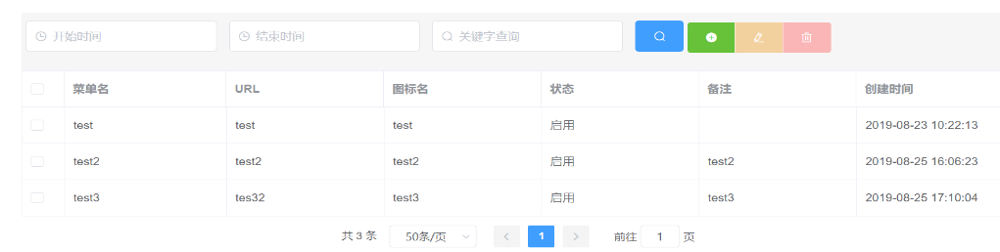 开始时间 结束时间 关键字查询
菜单名 URL 图标名 状态 备注 创建时间
test test test 启用 2019-08-23 10:22:13
test2 test2 test2 启用 test2 2019-08-25 16:06:23
test3 tes32 test3 启用 test3 2019-08-25 17:10:04
共 3 条 50条/页 1 前往 1 页